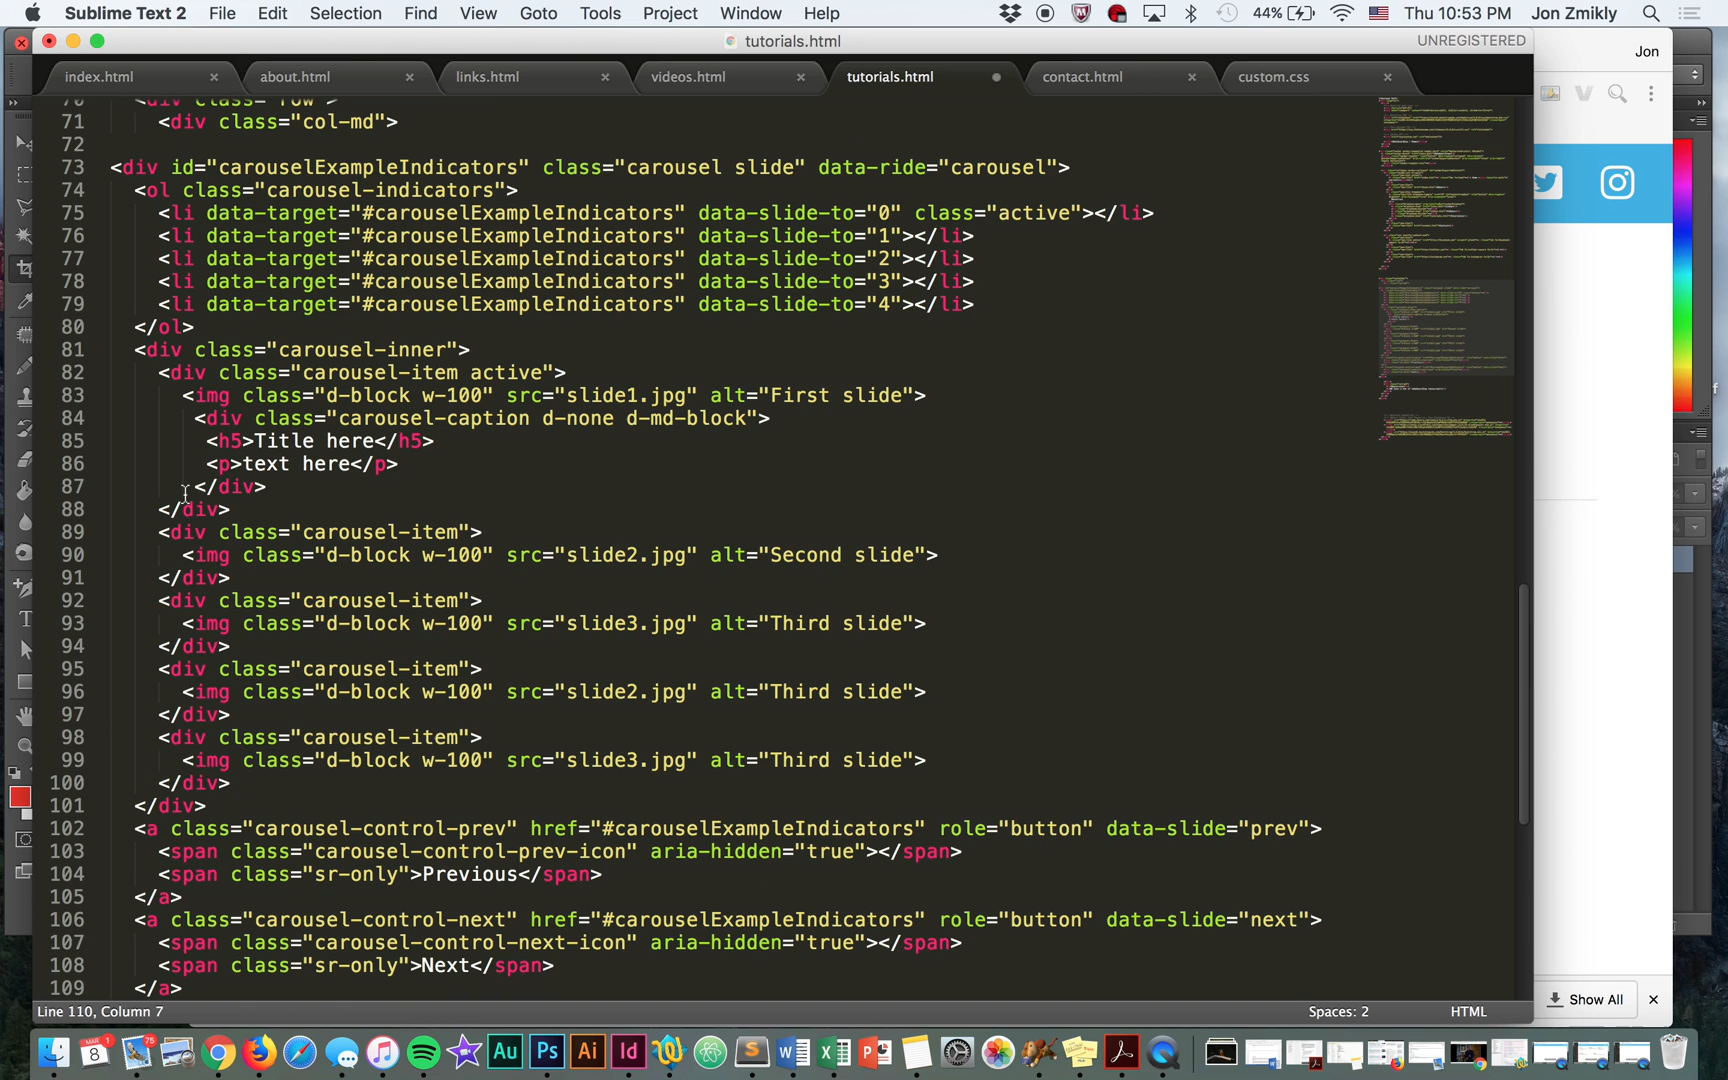 Sublime Text 2 File Edit Selection Find View Goto Tools Project Window Help 44% Thu 10:53 PM Jon Zmikly
tutorials.html UNREGISTERED
Jon
index.html about.html links.html videos.html tutorials.html contact.html custom.css
70 <div class="row">
71 <div class="col-md">
72
73 <div id="carouselExampleIndicators" class="carousel slide" data-ride="carousel">
74 <ol class="carousel-indicators">
75 <li data-target="#carouselExampleIndicators" data-slide-to="0" class="active"></li>
76 <li data-target="#carouselExampleIndicators" data-slide-to="1"></li>
77 <li data-target="#carouselExampleIndicators" data-slide-to="2"></li>
78 <li data-target="#carouselExampleIndicators" data-slide-to="3"></li>
79 <li data-target="#carouselExampleIndicators" data-slide-to="4"></li>
80 </ol>
81 <div class="carousel-inner">
82 <div class="carousel-item active">
83 <img class="d-block w-100" src="slide1.jpg" alt="First slide">
84 <div class="carousel-caption d-none d-md-block">
85 <h5>Title here</h5>
86 <p>text here</p>
87 </div>
88 </div>
89 <div class="carousel-item">
90 <img class="d-block w-100" src="slide2.jpg" alt="Second slide">
91 </div>
92 <div class="carousel-item">
93 <img class="d-block w-100" src="slide3.jpg" alt="Third slide">
94 </div>
95 <div class="carousel-item">
96 <img class="d-block w-100" src="slide2.jpg" alt="Third slide">
97 </div>
98 <div class="carousel-item">
99 <img class="d-block w-100" src="slide3.jpg" alt="Third slide">
100 </div>
101 </div>
102 <a class="carousel-control-prev" href="#carouselExampleIndicators" role="button" data-slide="prev">
103 <span class="carousel-control-prev-icon" aria-hidden="true"></span>
104 <span class="sr-only">Previous</span>
105 </a>
106 <a class="carousel-control-next" href="#carouselExampleIndicators" role="button" data-slide="next">
107 <span class="carousel-control-next-icon" aria-hidden="true"></span>
108 <span class="sr-only">Next</span>
109 </a>
Show All
Line 110, Column 7 Spaces: 2 HTML
MAR 8 1 75 Au Ps Ai Id S W X P